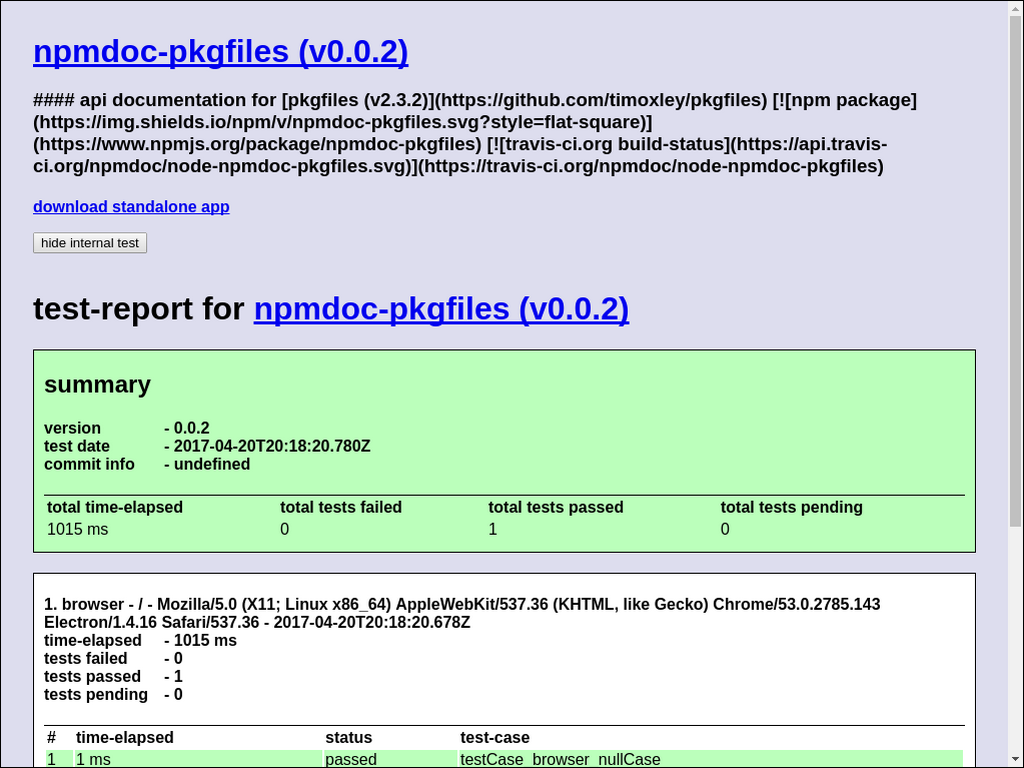 npmdoc-pkgfiles (v0.0.2)
#### api documentation for [pkgfiles (v2.3.2)](https://github.com/timoxley/pkgfiles) [![npm package]
(https://img.shields.io/npm/v/npmdoc-pkgfiles.svg?style=flat-square)]
(https://www.npmjs.org/package/npmdoc-pkgfiles) [![travis-ci.org build-status](https://api.travis-
ci.org/npmdoc/node-npmdoc-pkgfiles.svg)](https://travis-ci.org/npmdoc/node-npmdoc-pkgfiles)
download standalone app
hide internal test
test-report for npmdoc-pkgfiles (v0.0.2)
summary
version - 0.0.2
test date - 2017-04-20T20:18:20.780Z
commit info - undefined
total time-elapsed total tests failed total tests passed total tests pending
1015 ms 0 1 0
1. browser - / - Mozilla/5.0 (X11; Linux x86_64) AppleWebKit/537.36 (KHTML, like Gecko) Chrome/53.0.2785.143
Electron/1.4.16 Safari/537.36 - 2017-04-20T20:18:20.678Z
time-elapsed - 1015 ms
tests failed - 0
tests passed - 1
tests pending - 0
# time-elapsed status test-case
1 1 ms passed testCase_browser_nullCase